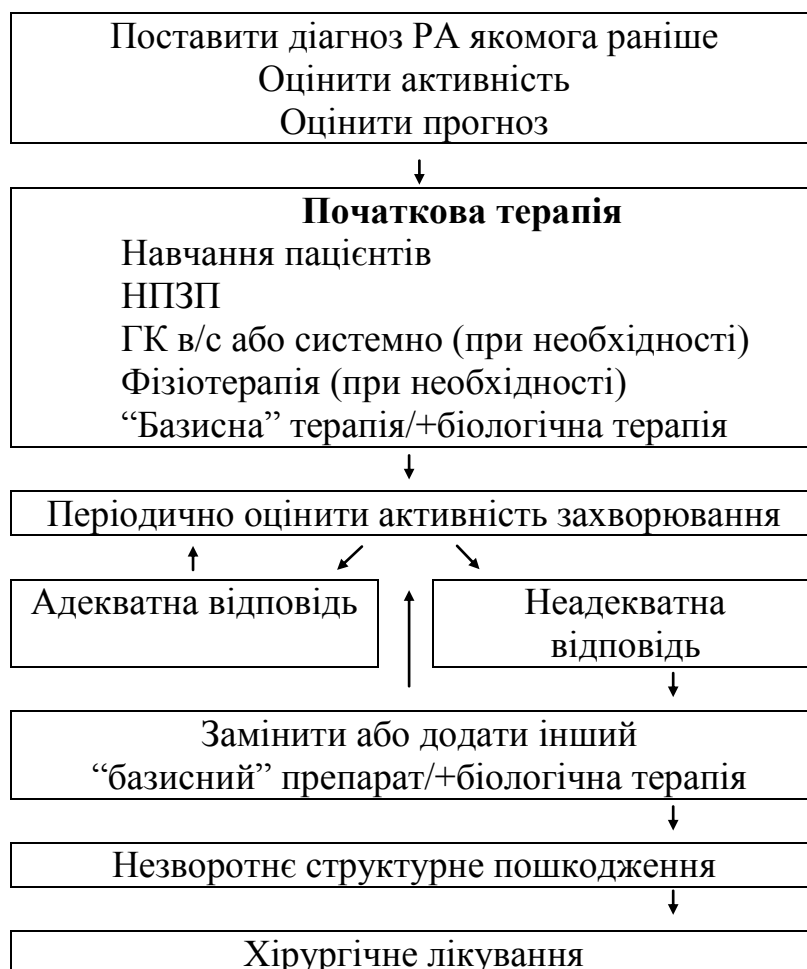 Поставити діагноз РА якомога раніше
Оцінити активність
Оцінити прогноз
Початкова терапія
Навчання пацієнтів
НПЗП
ГК в/с або системно (при необхідності)
Фізіотерапія (при необхідності)
“Базисна” терапія/+біологічна терапія
Періодично оцінити активність захворювання
Адекватна відповідь
Неадекватна
відповідь
Замінити або додати інший
“базисний” препарат/+біологічна терапія
Незворотнє структурне пошкодження
Хірургічне лікування